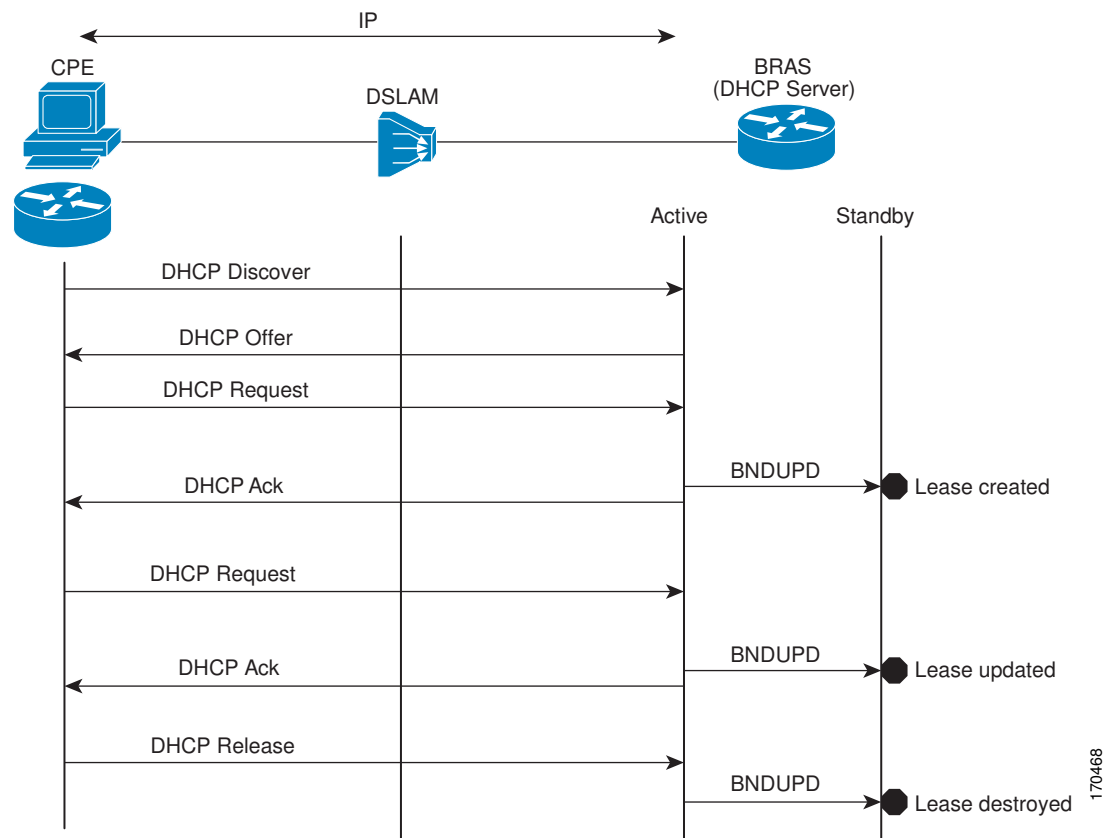 IP
CPE
DSLAM
BRAS
(DHCP Server)
Active
Standby
DHCP Discover
DHCP Offer
DHCP Request
BNDUPD
DHCP Ack
Lease created
DHCP Request
BNDUPD
DHCP Ack
Lease updated
DHCP Release
BNDUPD
Lease destroyed
170468